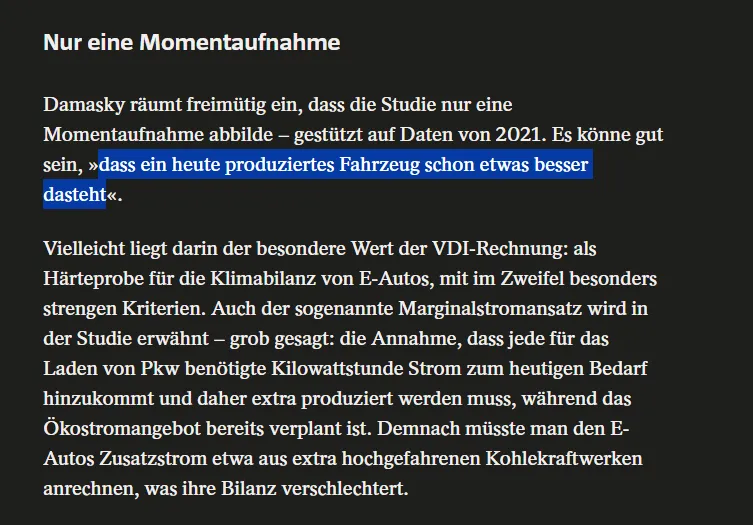 Nur eine Momentaufnahme
Damasky räumt freimütig ein, dass die Studie nur eine
Momentaufnahme abbilde – gestützt auf Daten von 2021. Es könne gut
sein, »dass ein heute produziertes Fahrzeug schon etwas besser
dasteht«.
Vielleicht liegt darin der besondere Wert der VDI-Rechnung: als
Härteprobe für die Klimabilanz von E-Autos, mit im Zweifel besonders
strengen Kriterien. Auch der sogenannte Marginalstromansatz wird in
der Studie erwähnt – grob gesagt: die Annahme, dass jede für das
Laden von Pkw benötigte Kilowattstunde Strom zum heutigen Bedarf
hinzukommt und daher extra produziert werden muss, während das
Ökostromangebot bereits verplant ist. Demnach müsste man den E-
Autos Zusatzstrom etwa aus extra hochgefahrenen Kohlekraftwerken
anrechnen, was ihre Bilanz verschlechtert.